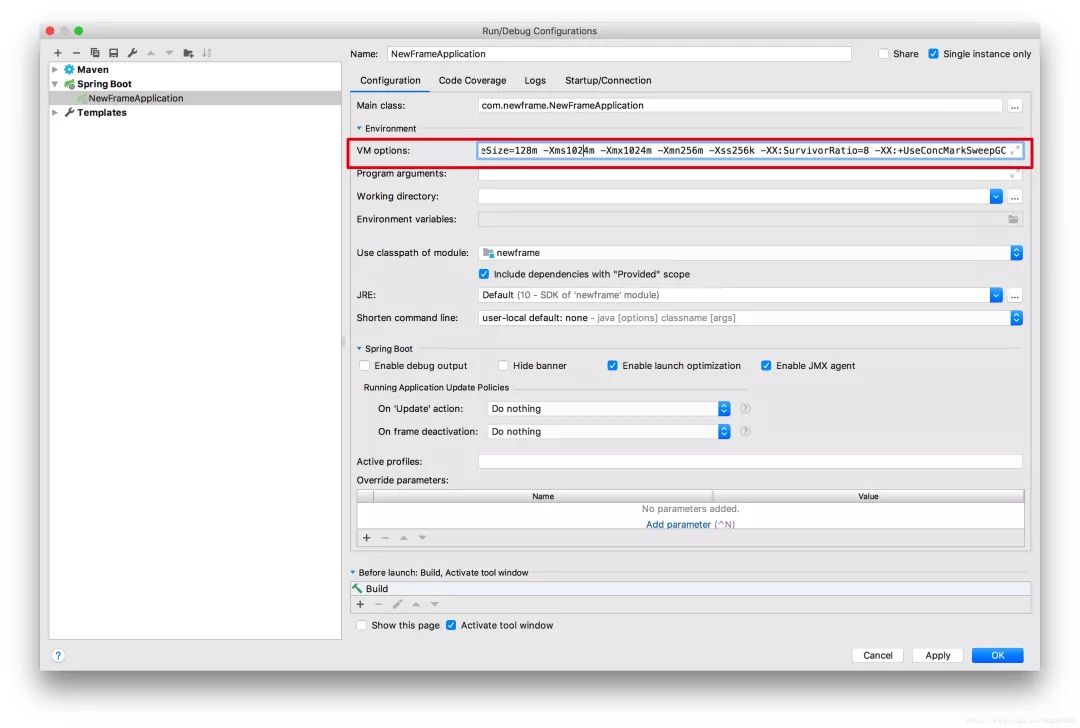 Run/Debug Configurations
Name: NewFrameApplication Share Single instance only
Maven
Spring Boot
NewFrameApplication
Templates
Configuration Code Coverage Logs Startup/Connection
Main class: com.newframe.NewFrameApplication ...
Environment
VM options: eSize=128m -Xms1024m -Xmx1024m -Xmn256m -Xss256k -XX:SurvivorRatio=8 -XX:+UseConcMarkSweepGC
Program arguments:
Working directory: ...
Environment variables:
Use classpath of module: newframe
Include dependencies with "Provided" scope
JRE: Default (10 - SDK of 'newframe' module) ...
Shorten command line: user-local default: none - java [options] classname [args]
Spring Boot
Enable debug output Hide banner Enable launch optimization Enable JMX agent
Running Application Update Policies
On 'Update' action: Do nothing ?
On frame deactivation: Do nothing ?
Active profiles:
Override parameters:
Name Value
No parameters added.
Add parameter (^N)
Before launch: Build, Activate tool window
Build
Show this page Activate tool window
? Cancel Apply OK